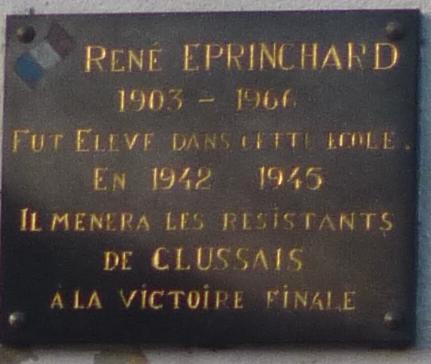 RENÉ EPRINCHARD
1903 - 1966
FUT ELEVE DANS CETTE ECOLE.
EN 1942 1945
IL MENERA LES RESISTANTS
DE CLUSSAIS
A LA VICTOIRE FINALE